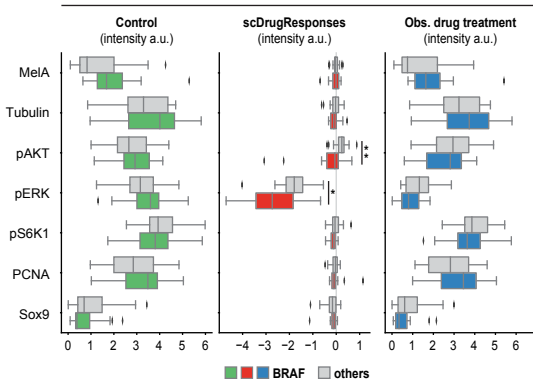 Control scDrugResponses Obs. drug treatment
(intensity a.u.) (intensity a.u.) (intensity a.u.)
MelA
Tubulin
pAKT
**
pERK
*
pS6K1
PCNA
Sox9
0 1 2 3 4 5 6 −4 −3 −2 −1 0 1 0 1 2 3 4 5 6
BRAF others